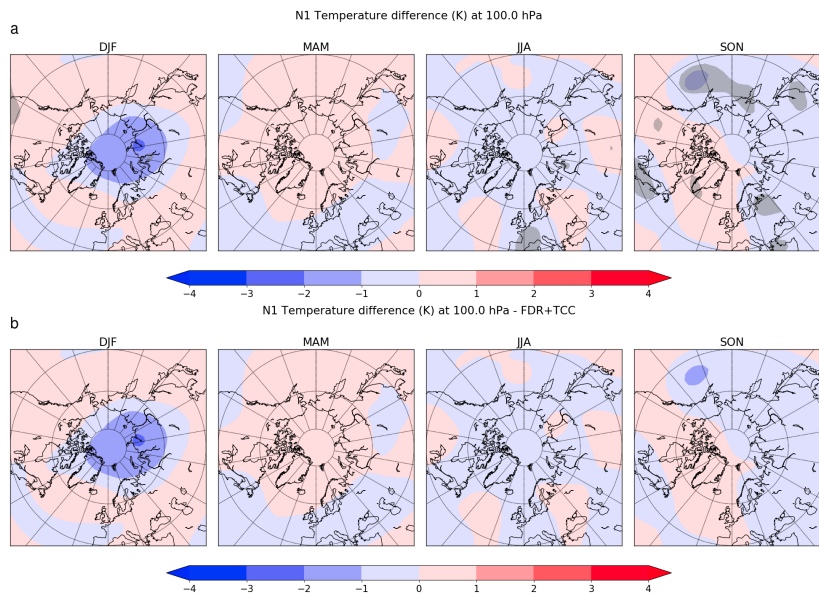 N1 Temperature difference (K) at 100.0 hPa
a
DJF MAM JJA SON
−4 −3 −2 −1 0 1 2 3 4
N1 Temperature difference (K) at 100.0 hPa - FDR+TCC
b
DJF MAM JJA SON
−4 −3 −2 −1 0 1 2 3 4